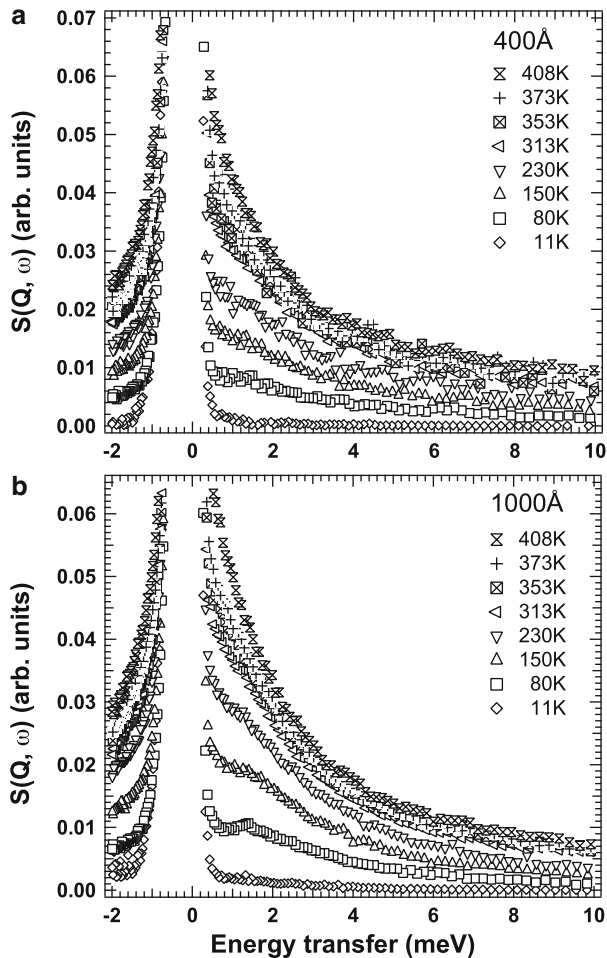 a
400Å
408K
373K
353K
313K
230K
150K
80K
11K
S(Q, ω) (arb. units)
0.07
0.06
0.05
0.04
0.03
0.02
0.01
0.00
-2 0 2 4 6 8 10
b
1000Å
408K
373K
353K
313K
230K
150K
80K
11K
S(Q, ω) (arb. units)
0.06
0.05
0.04
0.03
0.02
0.01
0.00
-2 0 2 4 6 8 10
Energy transfer (meV)